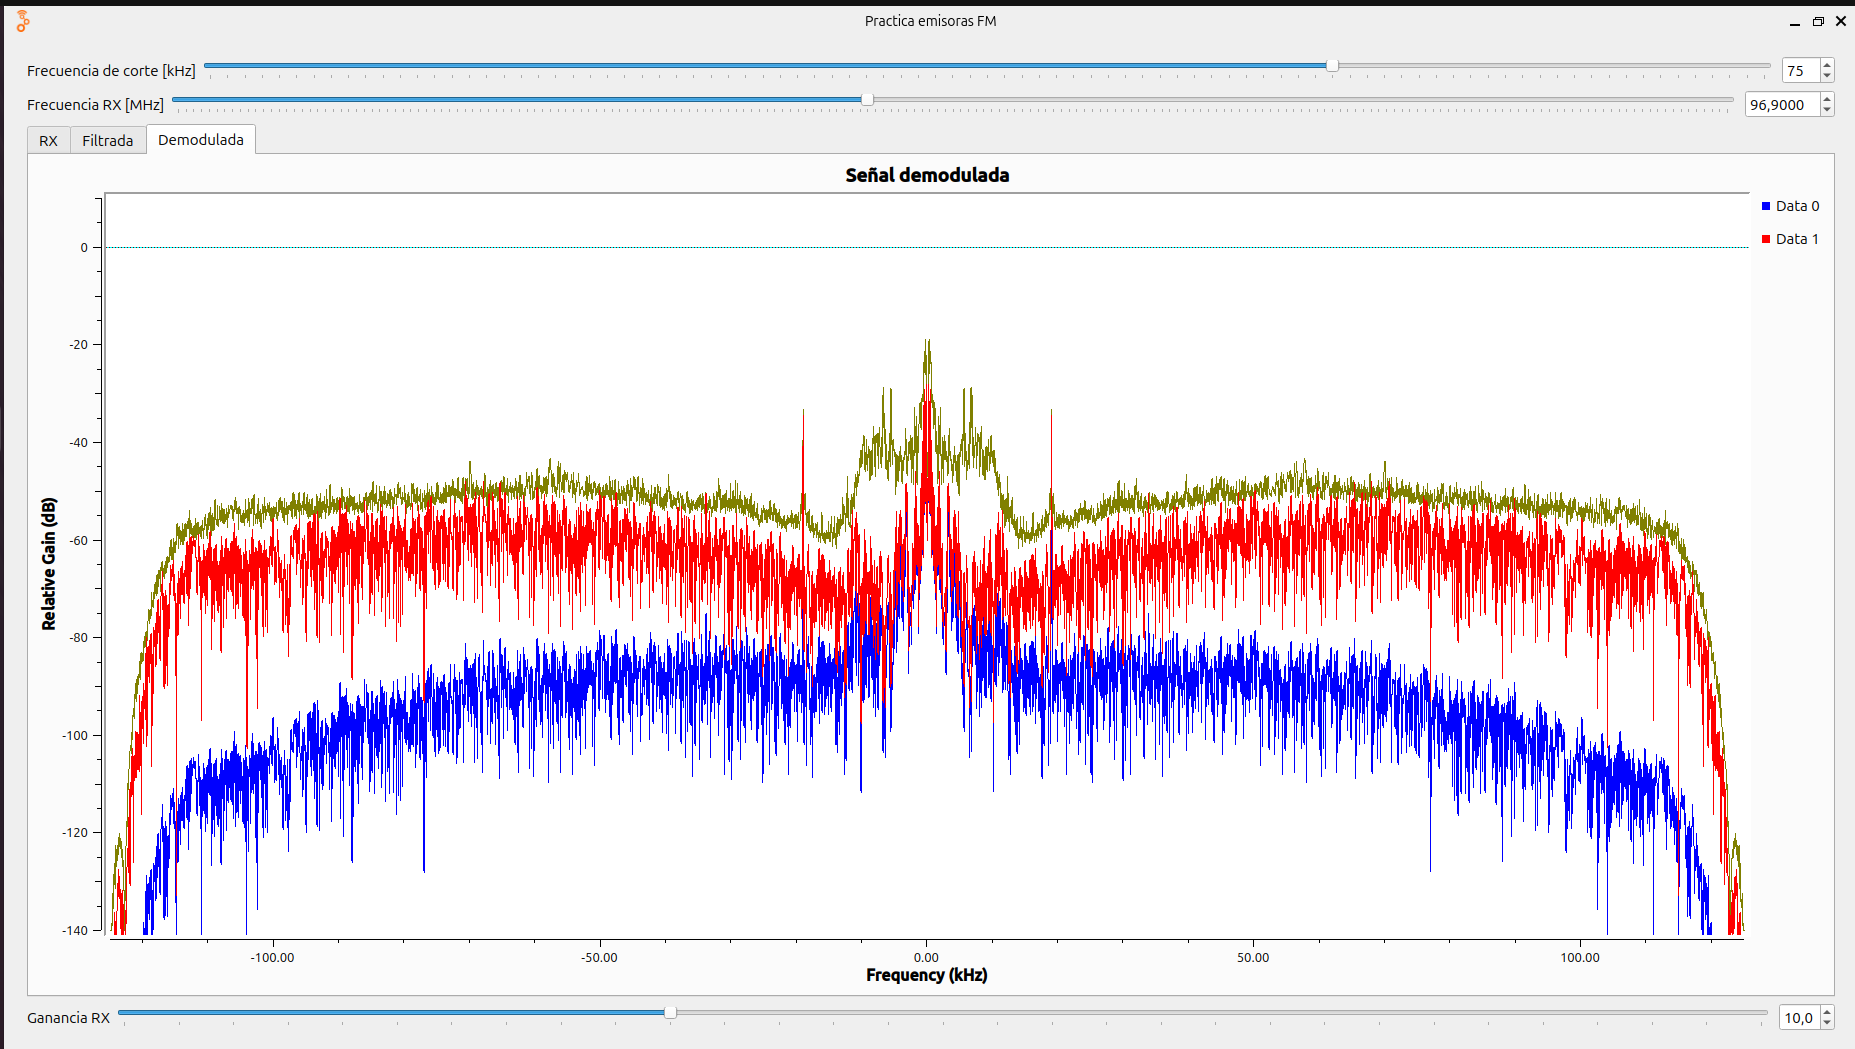 Practica emisoras FM
Frecuencia de corte [kHz] 75
Frecuencia RX [MHz] 96,9000
RX Filtrada Demodulada
Señal demodulada
Data 0
Data 1
Relative Gain (dB)
0
-20
-40
-60
-80
-100
-120
-140
-100.00 -50.00 0.00 50.00 100.00
Frequency (kHz)
Ganancia RX 10,0